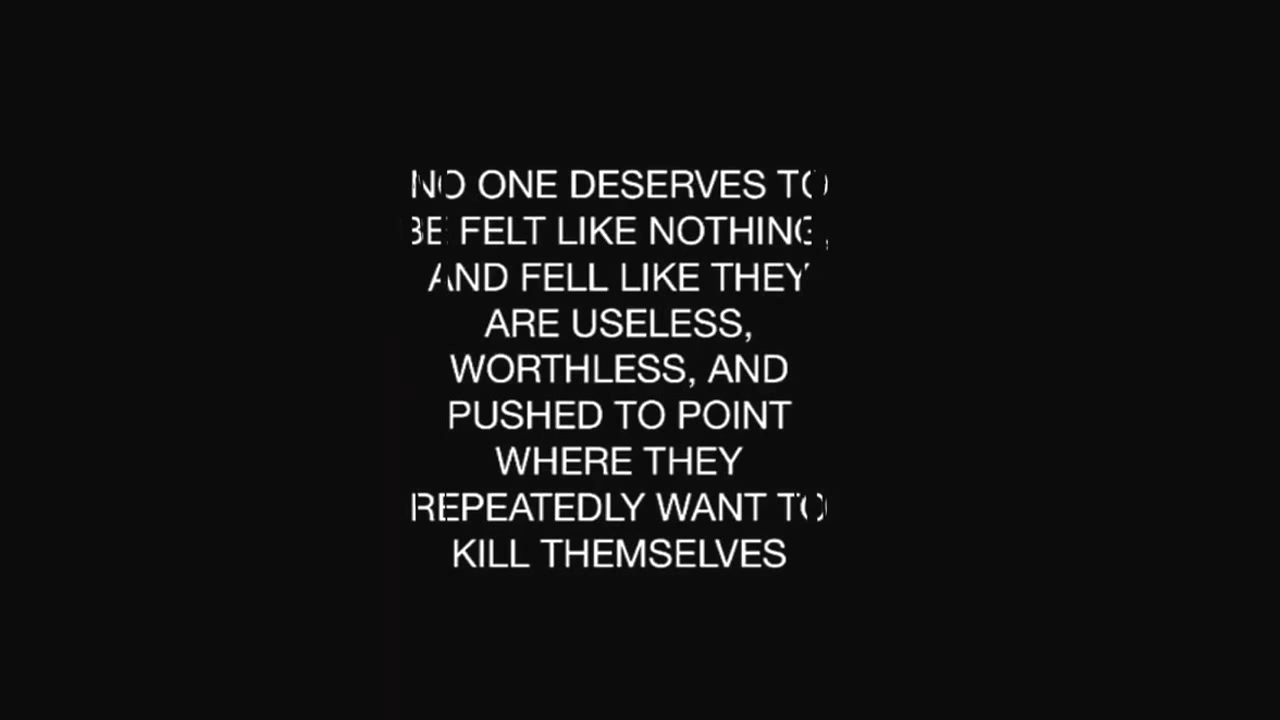 NO ONE DESERVES TO
BE FELT LIKE NOTHING,
AND FELL LIKE THEY
ARE USELESS,
WORTHLESS, AND
PUSHED TO POINT
WHERE THEY
REPEATEDLY WANT TO
KILL THEMSELVES